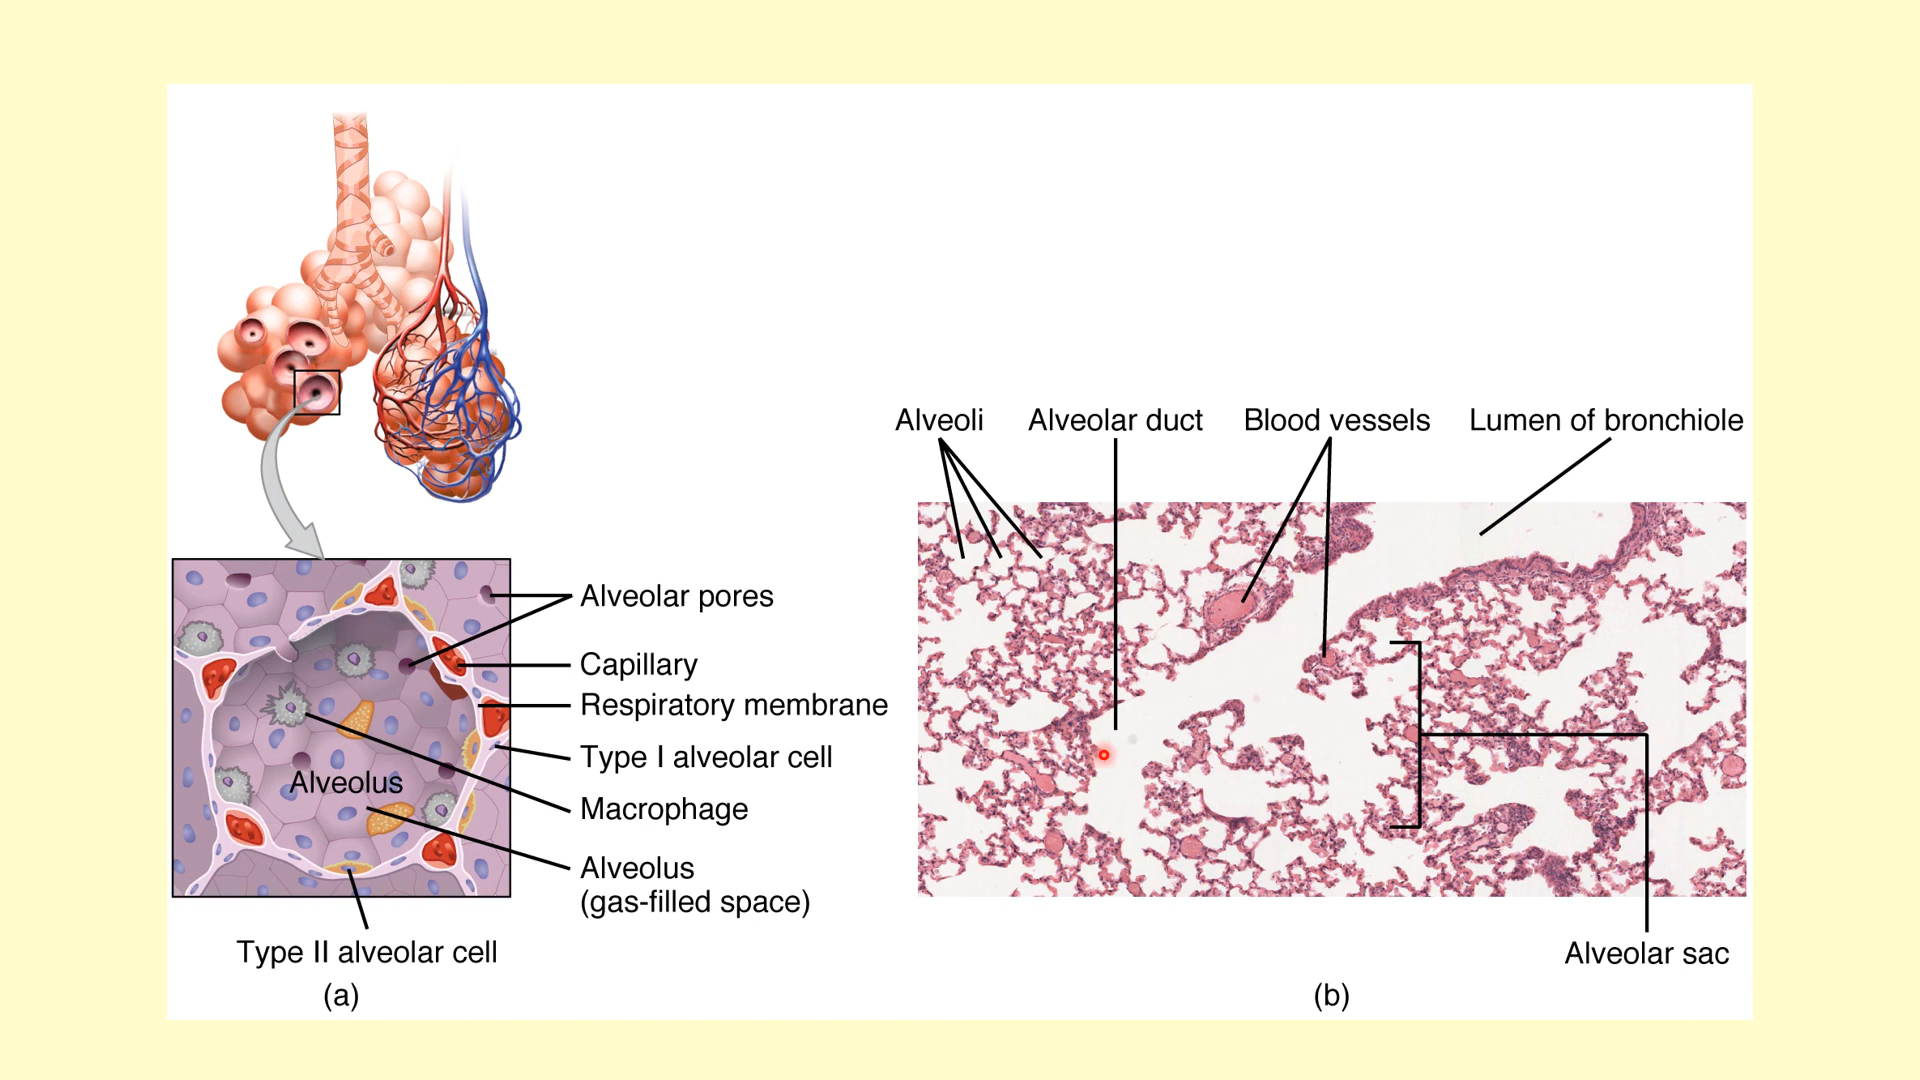 Alveolar pores
Capillary
Respiratory membrane
Type I alveolar cell
Macrophage
Alveolus
Alveolus
(gas-filled space)
Type II alveolar cell
(a)
Alveoli
Alveolar duct
Blood vessels
Lumen of bronchiole
Alveolar sac
(b)